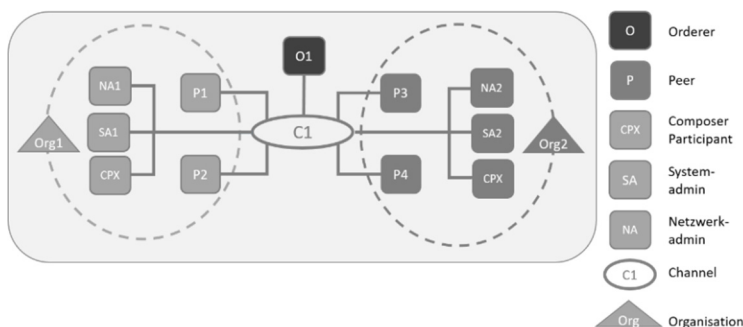 O1
NA1
P1
P3
NA2
Org1
SA1
C1
SA2
Org2
CPX
P2
P4
CPX
O Orderer
P Peer
CPX Composer
Participant
SA System-
admin
NA Netzwerk-
admin
C1 Channel
Org Organisation